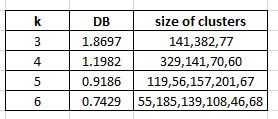 k DB size of clusters
3 1.8697 141,382,77
4 1.1982 329,141,70,60
5 0.9186 119,56,157,201,67
6 0.7429 55,185,139,108,46,68